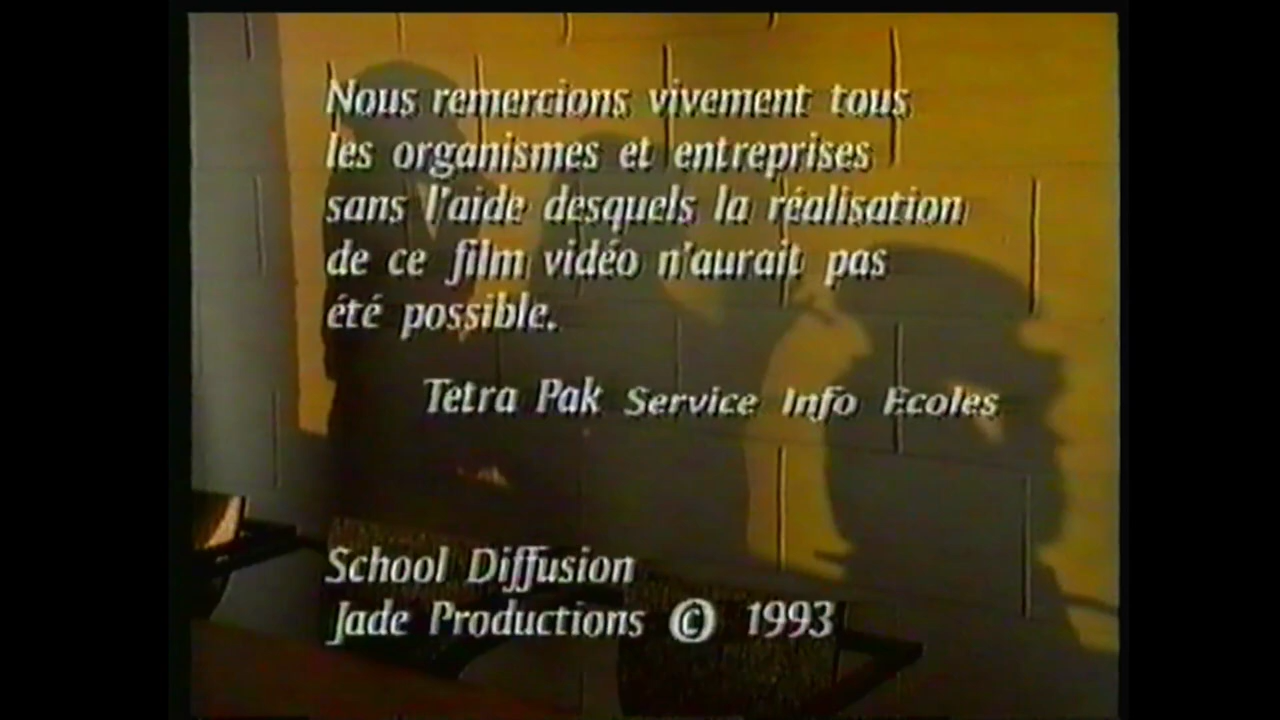 Nous remercions vivement tous
les organismes et entreprises
sans l'aide desquels la réalisation
de ce film vidéo n'aurait pas
été possible.
Tetra Pak Service Info Ecoles
School Diffusion
Jade Productions © 1993